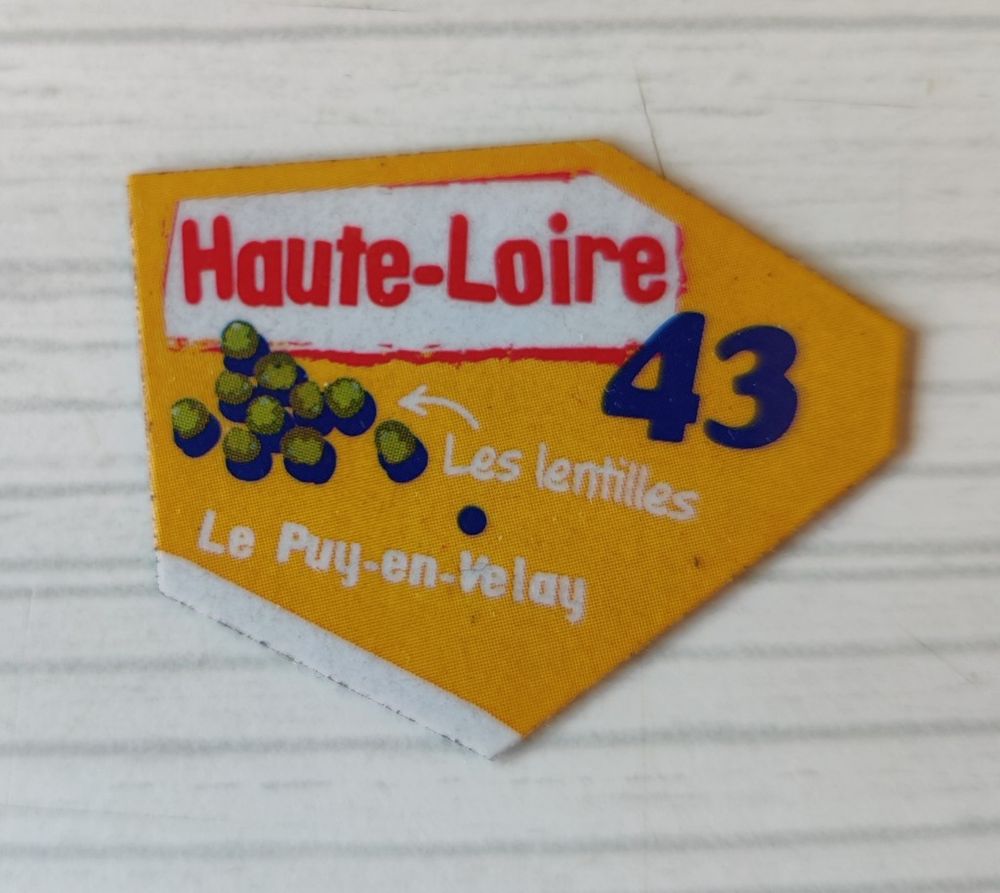 Haute-Loire
43
Les lentilles
Le Puy-en-Velay